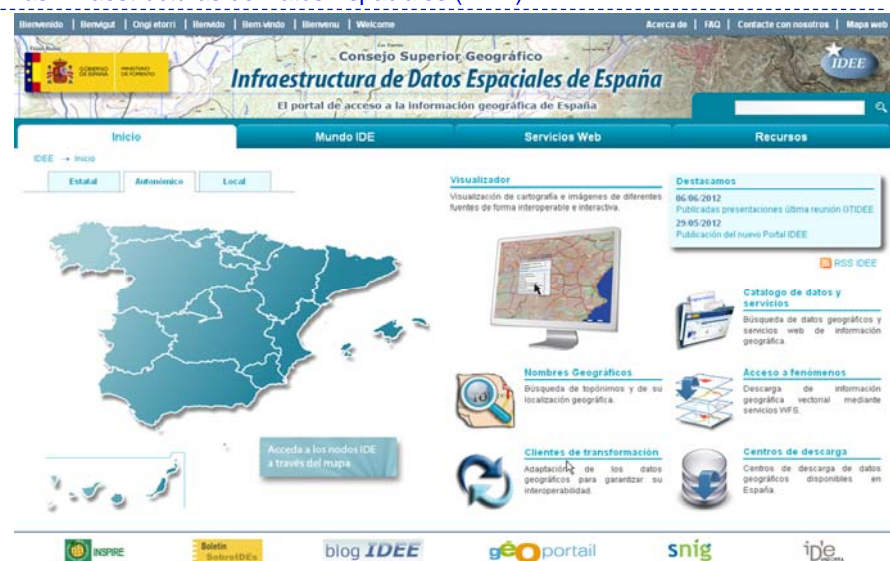 Bienvenido | Benvigut | Ongi etorri | Benvido | Bem-vindo | Bienvenu | Welcome
Acerca de | FAQ | Contacte con nosotros | Mapa web
GOBIERNO DE ESPAÑA
MINISTERIO DE FOMENTO
Consejo Superior Geográfico
Infraestructura de Datos Espaciales de España
El portal de acceso a la información geográfica de España
IDEE
Inicio
Mundo IDE
Servicios Web
Recursos
IDEE → Inicio
Estatal
Autonómico
Local
Acceda a los nodos IDE
a través del mapa
Visualizador
Visualización de cartografía e imágenes de diferentes
fuentes de forma interoperable e interactiva.
Destacamos
06/06/2012
Publicadas presentaciones última reunión GTIDEE
29/05/2012
Publicación del nuevo Portal IDEE
RSS IDEE
Catalogo de datos y
servicios
Búsqueda de datos geográficos y
servicios web de información
geográfica.
Nombres Geográficos
Búsqueda de topónimos y de su
localización geográfica.
Acceso a fenómenos
Descarga de información
geográfica vectorial mediante
servicios WFS.
Clientes de transformación
Adaptación de los datos
geográficos para garantizar su
interoperabilidad.
Centros de descarga
Centros de descarga de datos
geográficos disponibles en
España.
INSPIRE
Boletín
SobreIDEs
blog IDEE
géoportail
snig
ide